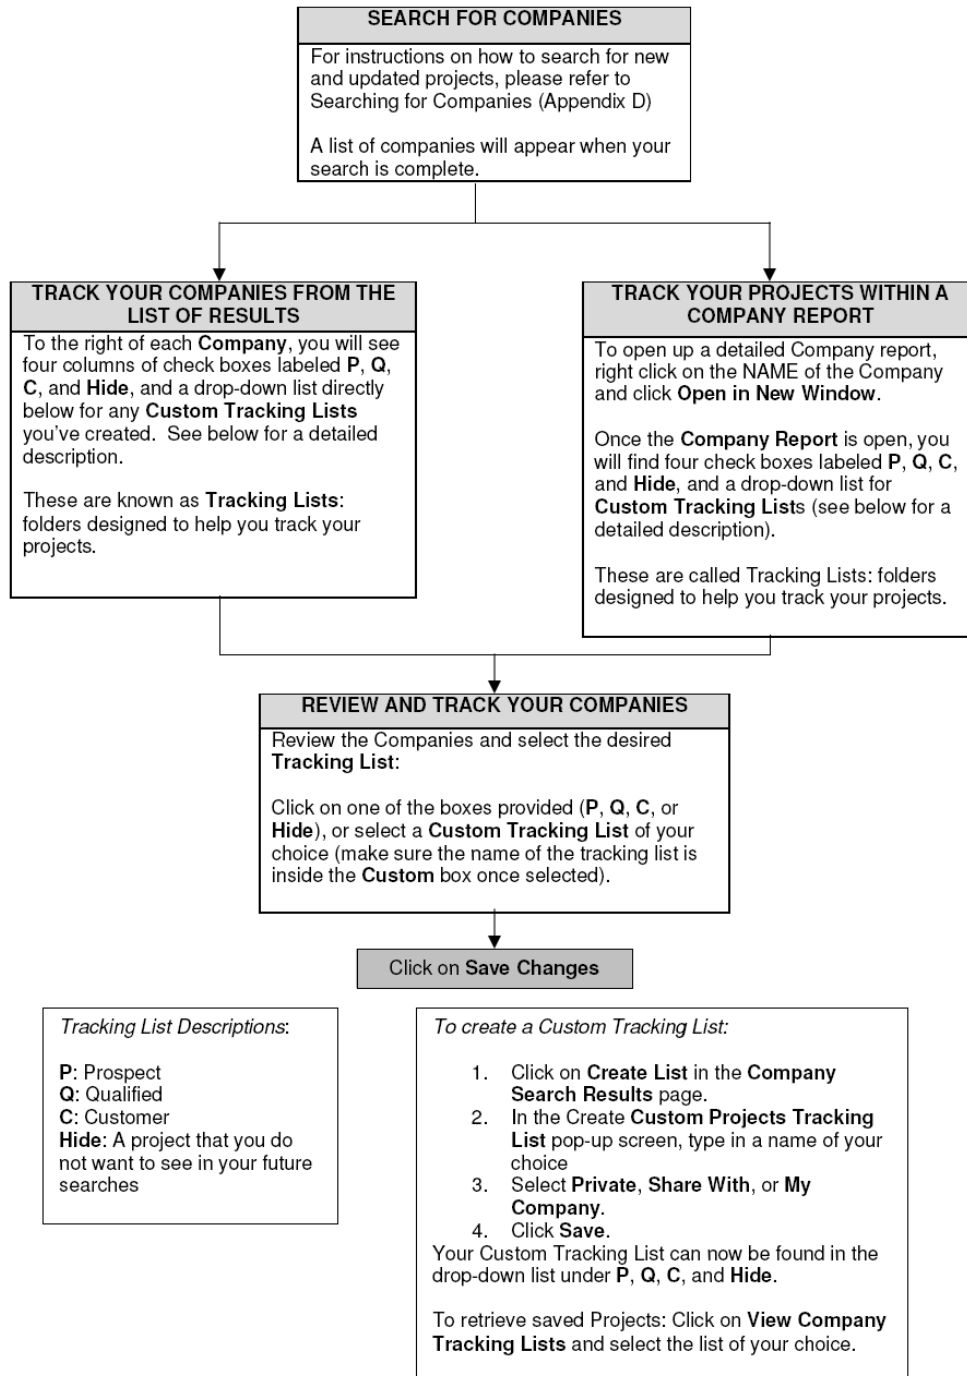 SEARCH FOR COMPANIES
For instructions on how to search for new
and updated projects, please refer to
Searching for Companies (Appendix D)
A list of companies will appear when your
search is complete.
TRACK YOUR COMPANIES FROM THE
LIST OF RESULTS
To the right of each Company, you will see
four columns of check boxes labeled P, Q,
C, and Hide, and a drop-down list directly
below for any Custom Tracking Lists
you've created.  See below for a detailed
description.
These are known as Tracking Lists:
folders designed to help you track your
projects.
TRACK YOUR PROJECTS WITHIN A
COMPANY REPORT
To open up a detailed Company report,
right click on the NAME of the Company
and click Open in New Window.
Once the Company Report is open, you
will find four check boxes labeled P, Q, C,
and Hide, and a drop-down list for
Custom Tracking Lists (see below for a
detailed description).
These are called Tracking Lists: folders
designed to help you track your projects.
REVIEW AND TRACK YOUR COMPANIES
Review the Companies and select the desired
Tracking List:
Click on one of the boxes provided (P, Q, C, or
Hide), or select a Custom Tracking List of your
choice (make sure the name of the tracking list is
inside the Custom box once selected).
Click on Save Changes
Tracking List Descriptions:
P: Prospect
Q: Qualified
C: Customer
Hide: A project that you do
not want to see in your future
searches
To create a Custom Tracking List:
1. Click on Create List in the Company
Search Results page.
2. In the Create Custom Projects Tracking
List pop-up screen, type in a name of your
choice
3. Select Private, Share With, or My
Company.
4. Click Save.
Your Custom Tracking List can now be found in the
drop-down list under P, Q, C, and Hide.
To retrieve saved Projects: Click on View Company
Tracking Lists and select the list of your choice.